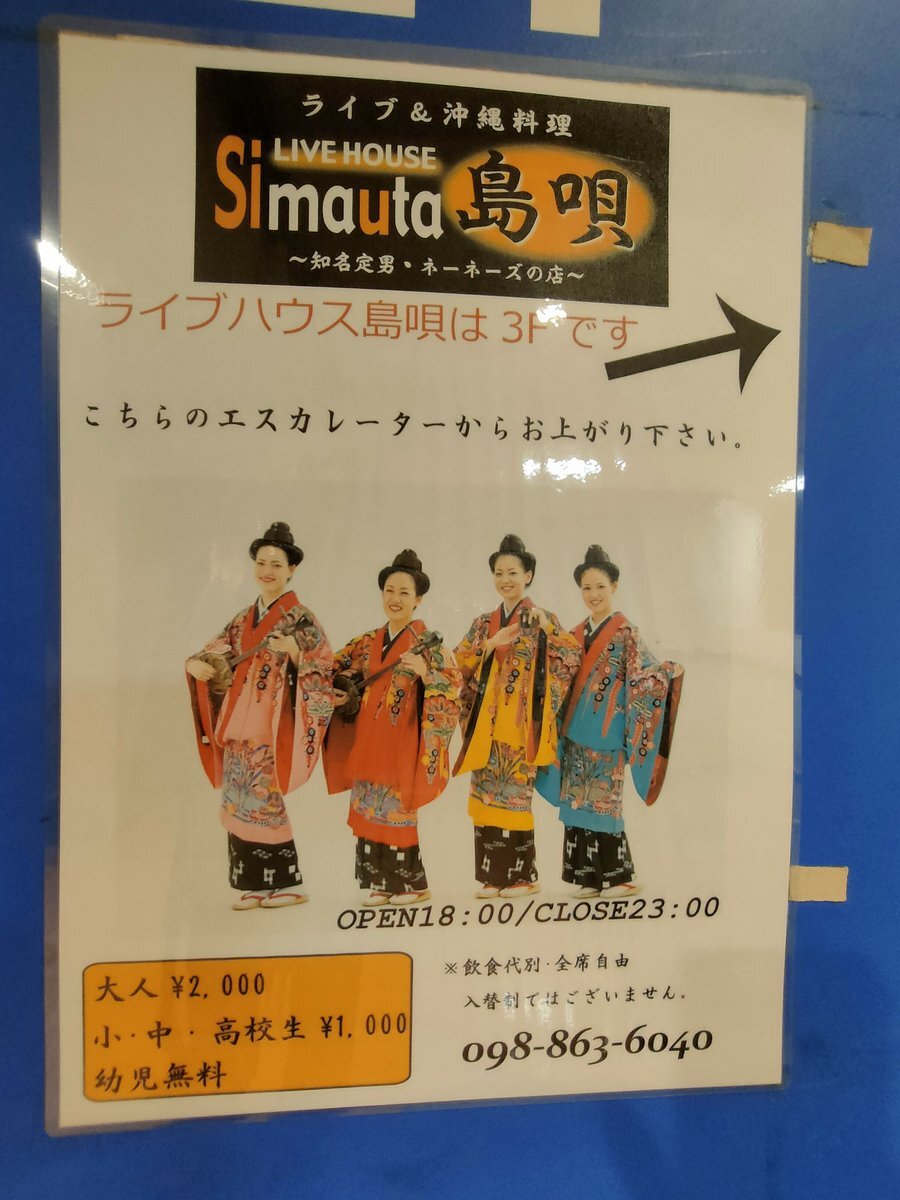 ライブ&沖縄料理
LIVE HOUSE
Simauta 島唄
～知名定男・ネーネーズの店～
ライブハウス島唄は 3F です
こちらのエスカレーターからお上がり下さい。
OPEN18:00/CLOSE23:00
大人 ¥2,000
小・中・高校生 ¥1,000
幼児無料
※飲食代別・全席自由
入替制ではございません。
098-863-6040